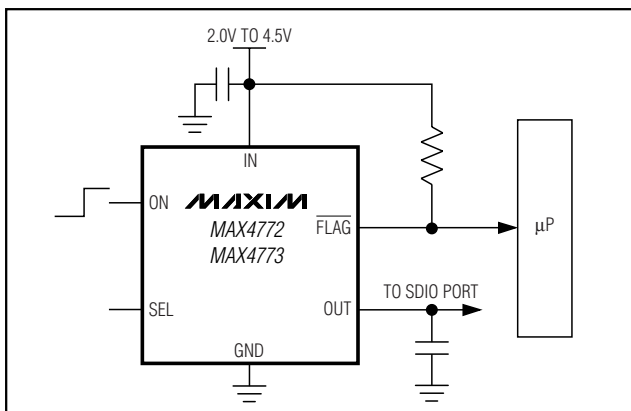 2.0V TO 4.5V
IN
ON
MAXIM
MAX4772
FLAG
MAX4773
µP
TO SDIO PORT
SEL
OUT
GND